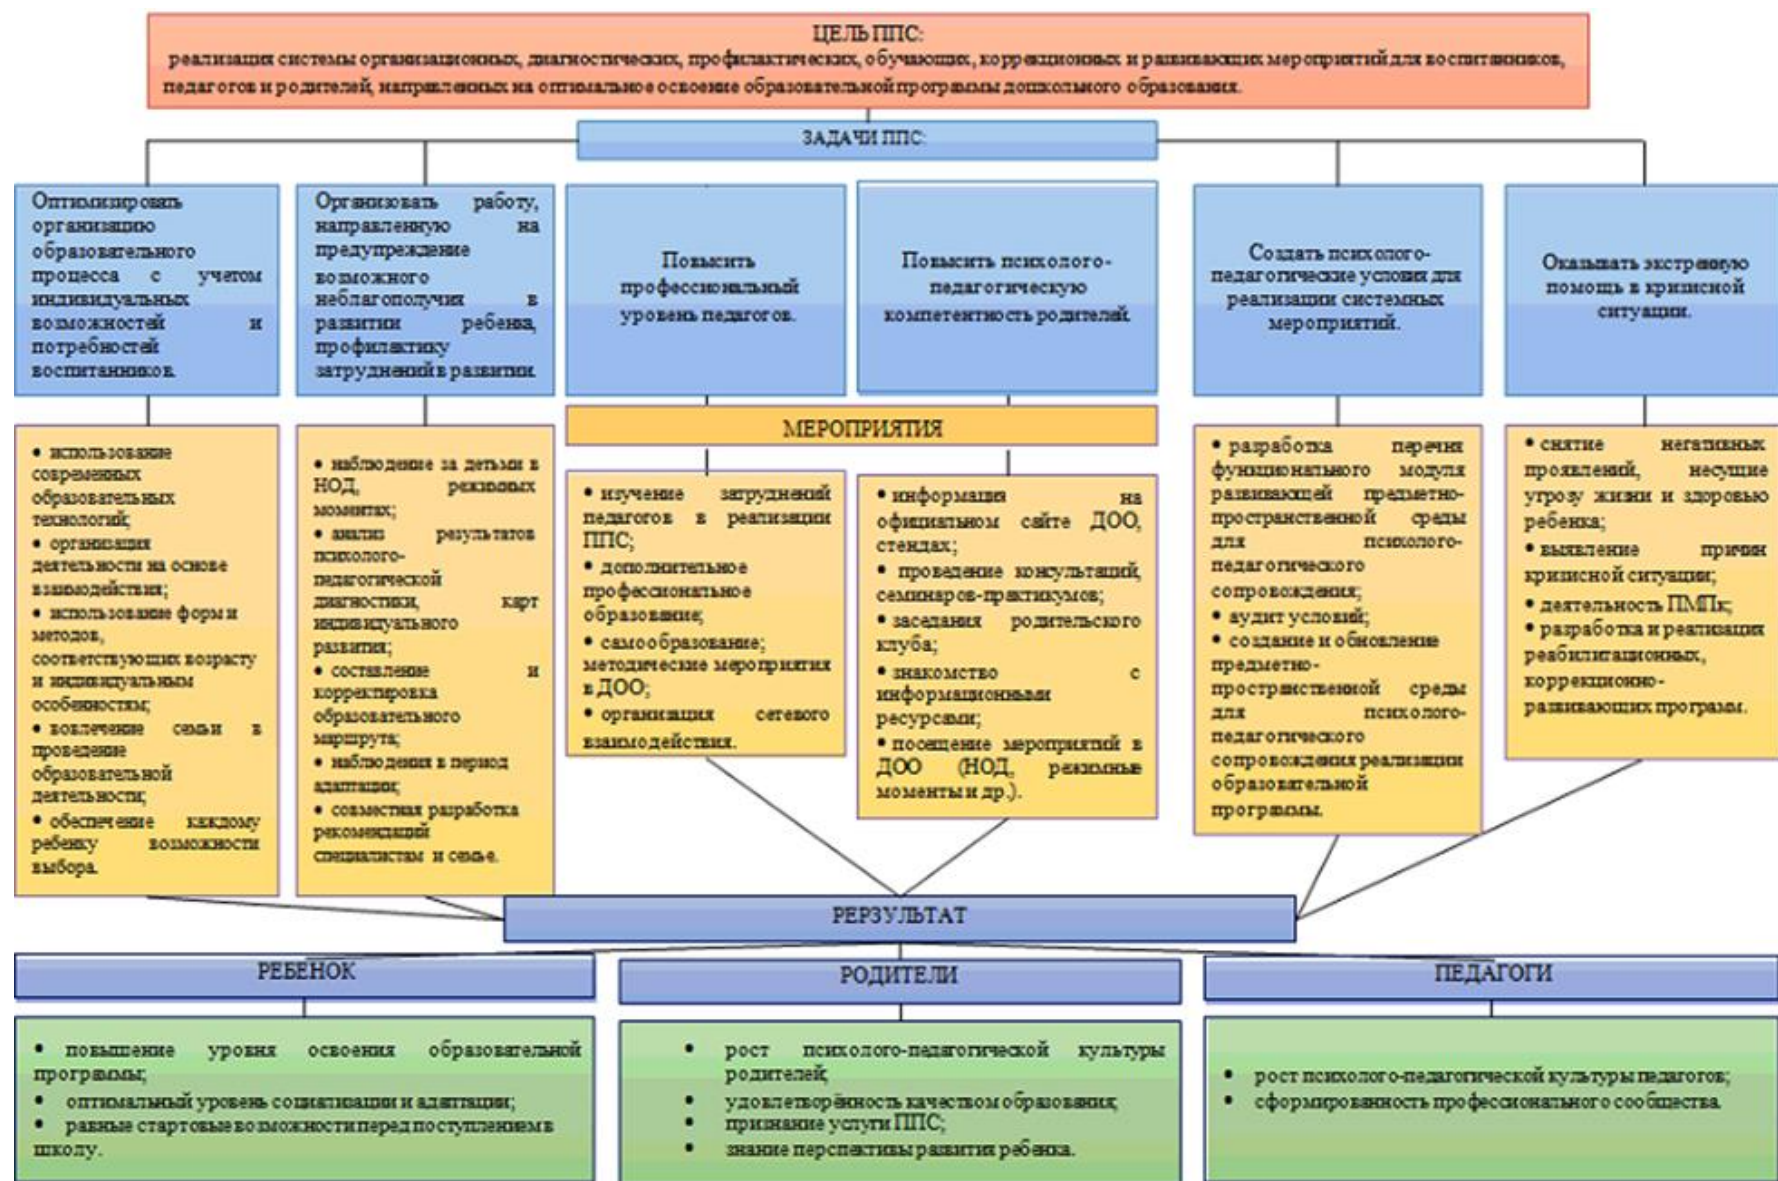 ЦЕЛЬ ППС:
реализация системы организационных, диагностических, профилактических, обучающих, коррекционных и развивающих мероприятий для воспитанников,
педагогов и родителей, направленных на оптимальное освоение образовательной программы дошкольного образования.
ЗАДАЧИ ППС:
Оптимизировать
организацию
образовательного
процесса с учетом
индивидуальных
возможностей и
потребностей
воспитанников.
Организовать работу,
направленную на
предупреждение
возможного
неблагополучия в
развитии ребенка,
профилактику
затруднений в развитии.
Повысить
профессиональный
уровень педагогов.
Повысить психолого-
педагогическую
компетентность родителей.
Создать психолого-
педагогические условия для
реализации системных
мероприятий.
Оказывать экстренную
помощь в кризисной
ситуации.
МЕРОПРИЯТИЯ
• использование
современных
образовательных
технологий;
• организация
деятельности на основе
взаимодействия;
• использование форм и
методов,
соответствующих возрасту
и индивидуальным
особенностям;
• вовлечение семьи в
проведение
образовательной
деятельности;
• обеспечение каждому
ребенку возможности
выбора.
• наблюдение за детьми в
НОД, режимных
моментах;
• анализ результатов
психолого-
педагогической
диагностики, карт
индивидуального
развития;
• составление и
корректировка
образовательного
маршрута;
• наблюдения в период
адаптации;
• совместная разработка
рекомендаций
специалистам и семье.
• изучение затруднений
педагогов в реализации
ППС;
• дополнительное
профессиональное
образование;
• самообразование;
методические мероприятия
в ДОО;
• организация сетевого
взаимодействия.
• информация на
официальном сайте ДОО,
стендах;
• проведение консультаций,
семинаров-практикумов;
• заседания родительского
клуба;
• знакомство с
информационными
ресурсами;
• посещение мероприятий в
ДОО (НОД, режимные
моменты и др.).
• разработка перечня
функционального модуля
развивающей предметно-
пространственной среды
для психолого-
педагогического
сопровождения;
• аудит условий;
• создание и обновление
предметно-
пространственной среды
для психолого-
педагогического
сопровождения реализации
образовательной
программы.
• снятие негативных
проявлений, несущие
угрозу жизни и здоровью
ребенка;
• выявление причин
кризисной ситуации;
• деятельность ПМПк;
• разработка и реализация
реабилитационных,
коррекционно-
развивающих программ.
РЕРЗУЛЬТАТ
РЕБЕНОК
• повышение уровня освоения образовательной
программы;
• оптимальный уровень социализации и адаптации;
• равные стартовые возможности перед поступлением в
школу.
РОДИТЕЛИ
• рост психолого-педагогической культуры
родителей;
• удовлетворённость качеством образования;
• признание услуги ППС;
• знание перспективы развития ребенка.
ПЕДАГОГИ
• рост психолого-педагогической культуры педагогов;
• сформированность профессионального сообщества.